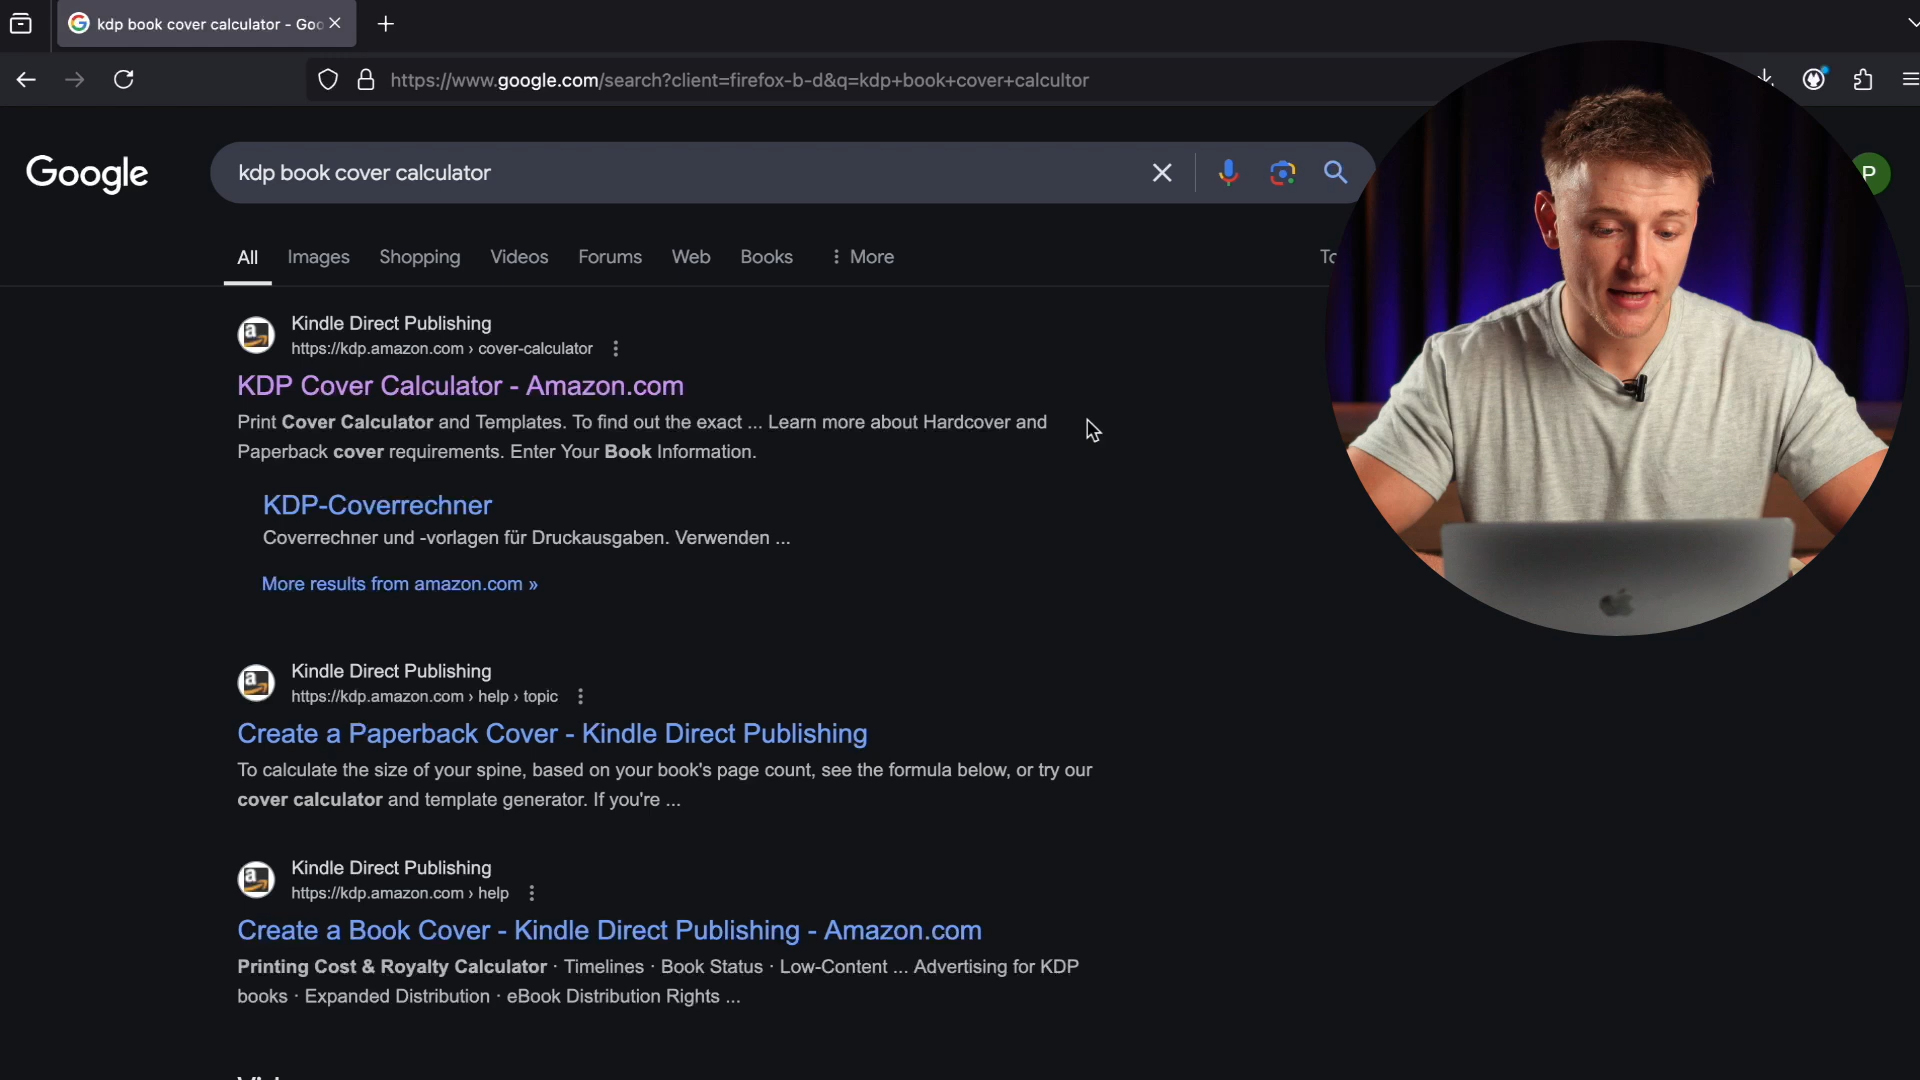 kdp book cover calculator - Goo
https://www.google.com/search?client=firefox-b-d&q=kdp+book+cover+calcultor
Google
kdp book cover calculator
P
All Images Shopping Videos Forums Web Books More
Kindle Direct Publishing
https://kdp.amazon.com › cover-calculator
KDP Cover Calculator - Amazon.com
Print Cover Calculator and Templates. To find out the exact ... Learn more about Hardcover and
Paperback cover requirements. Enter Your Book Information.
KDP-Coverrechner
Coverrechner und -vorlagen für Druckausgaben. Verwenden ...
More results from amazon.com »
Kindle Direct Publishing
https://kdp.amazon.com › help › topic
Create a Paperback Cover - Kindle Direct Publishing
To calculate the size of your spine, based on your book's page count, see the formula below, or try our
cover calculator and template generator. If you're ...
Kindle Direct Publishing
https://kdp.amazon.com › help
Create a Book Cover - Kindle Direct Publishing - Amazon.com
Printing Cost & Royalty Calculator · Timelines · Book Status · Low-Content ... Advertising for KDP
books · Expanded Distribution · eBook Distribution Rights ...